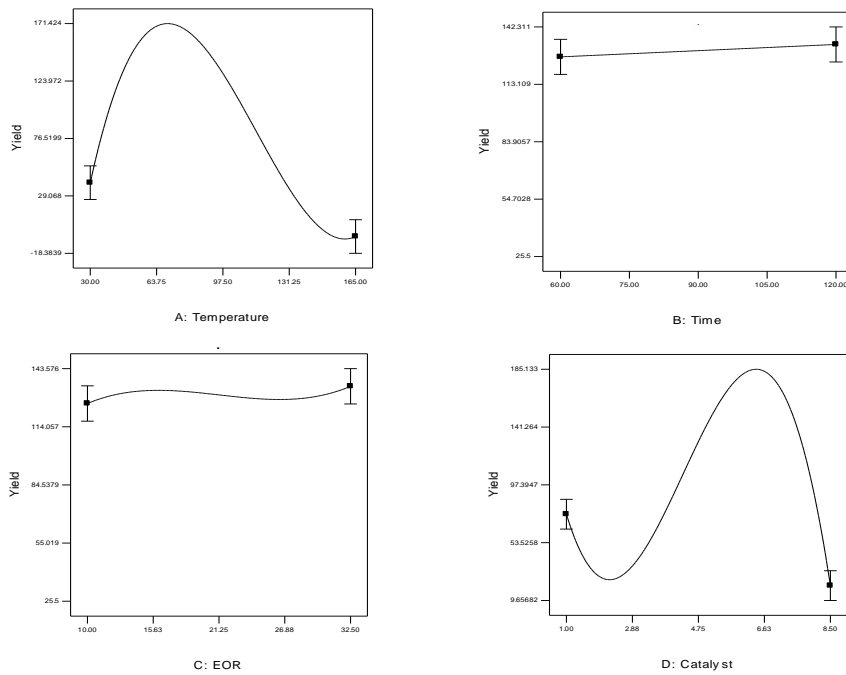 171.424
123.972
76.5199
29.068
-18.3839
Yield
30.00 63.75 97.50 131.25 165.00
A: Temperature
142.311
113.109
83.9057
54.7028
25.5
Yield
60.00 75.00 90.00 105.00 120.00
B: Time
143.576
114.057
84.5379
55.019
25.5
Yield
10.00 15.63 21.25 26.88 32.50
C: EOR
185.133
141.264
97.3947
53.5258
9.65682
Yield
1.00 2.88 4.75 6.63 8.50
D: Catalyst